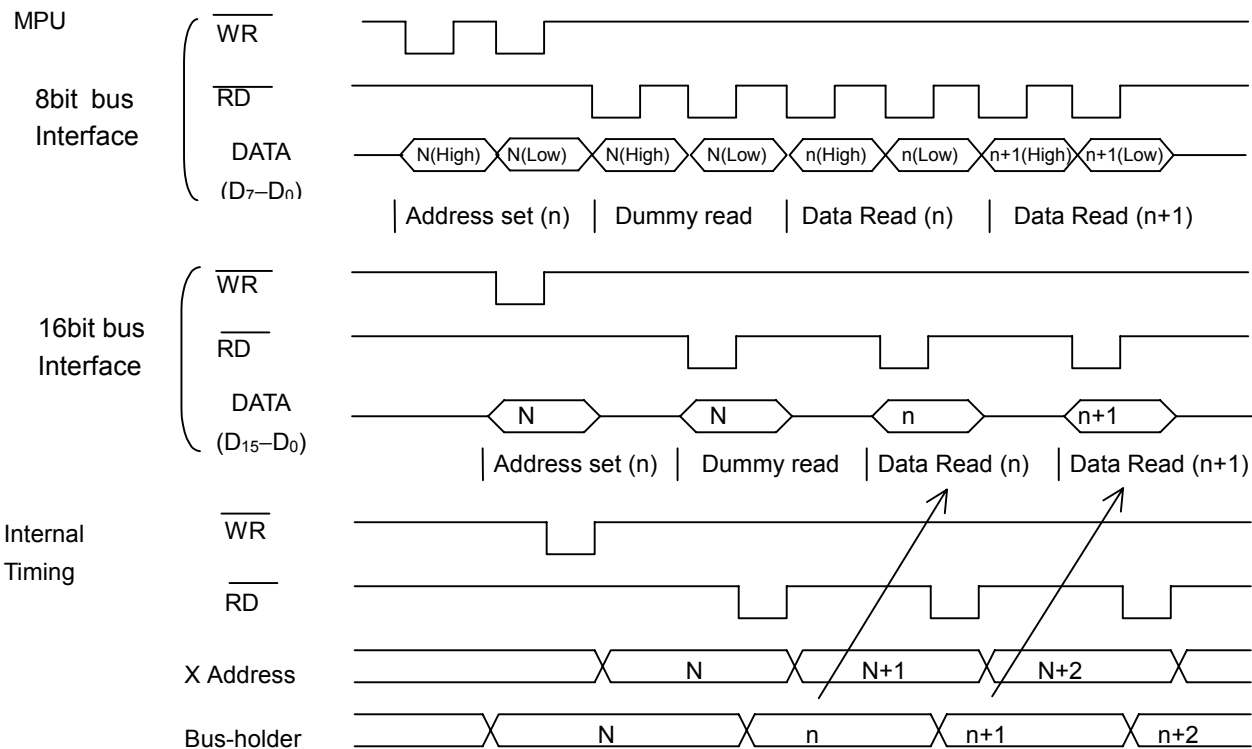 MPU
WR
8bit bus
Interface
RD
DATA
(D7–D0)
N(High) N(Low) N(High) N(Low) n(High) n(Low) n+1(High) n+1(Low)
Address set (n) Dummy read Data Read (n) Data Read (n+1)
WR
16bit bus
Interface
RD
DATA
(D15–D0)
N N n n+1
Address set (n) Dummy read Data Read (n) Data Read (n+1)
Internal
Timing
WR
RD
X Address N N+1 N+2
Bus-holder N n n+1 n+2